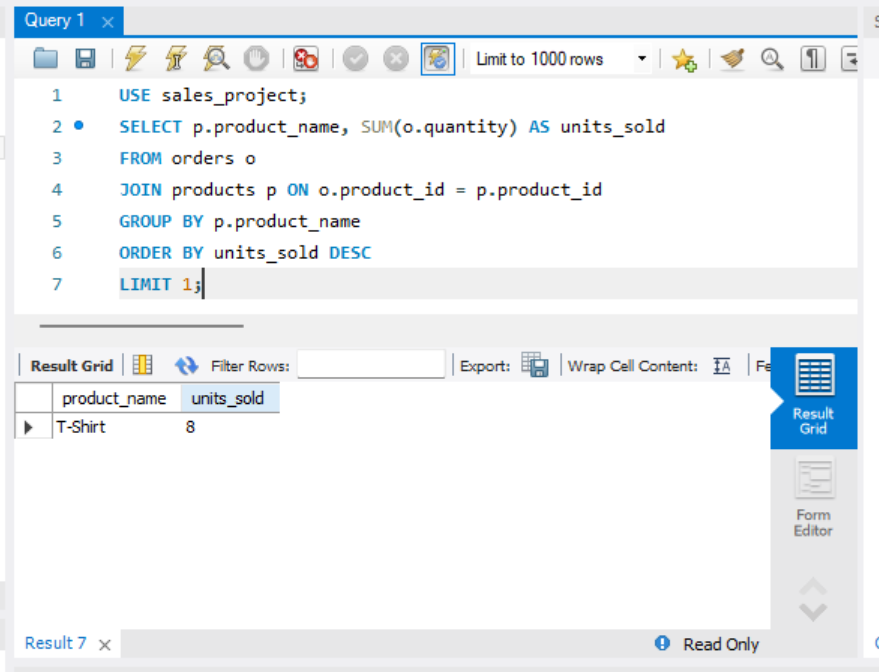 Query 1
Limit to 1000 rows
1 USE sales_project;
2 SELECT p.product_name, SUM(o.quantity) AS units_sold
3 FROM orders o
4 JOIN products p ON o.product_id = p.product_id
5 GROUP BY p.product_name
6 ORDER BY units_sold DESC
7 LIMIT 1;
Result Grid Filter Rows: Export: Wrap Cell Content: Fe
product_name units_sold
T-Shirt 8
Result
Grid
Form
Editor
Result 7 Read Only